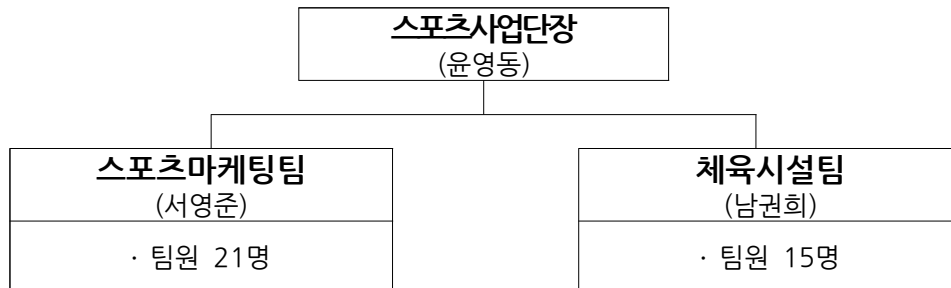 스포츠사업단장
(윤영동)
스포츠마케팅팀
(서영준)
· 팀원 21명
체육시설팀
(남권희)
· 팀원 15명